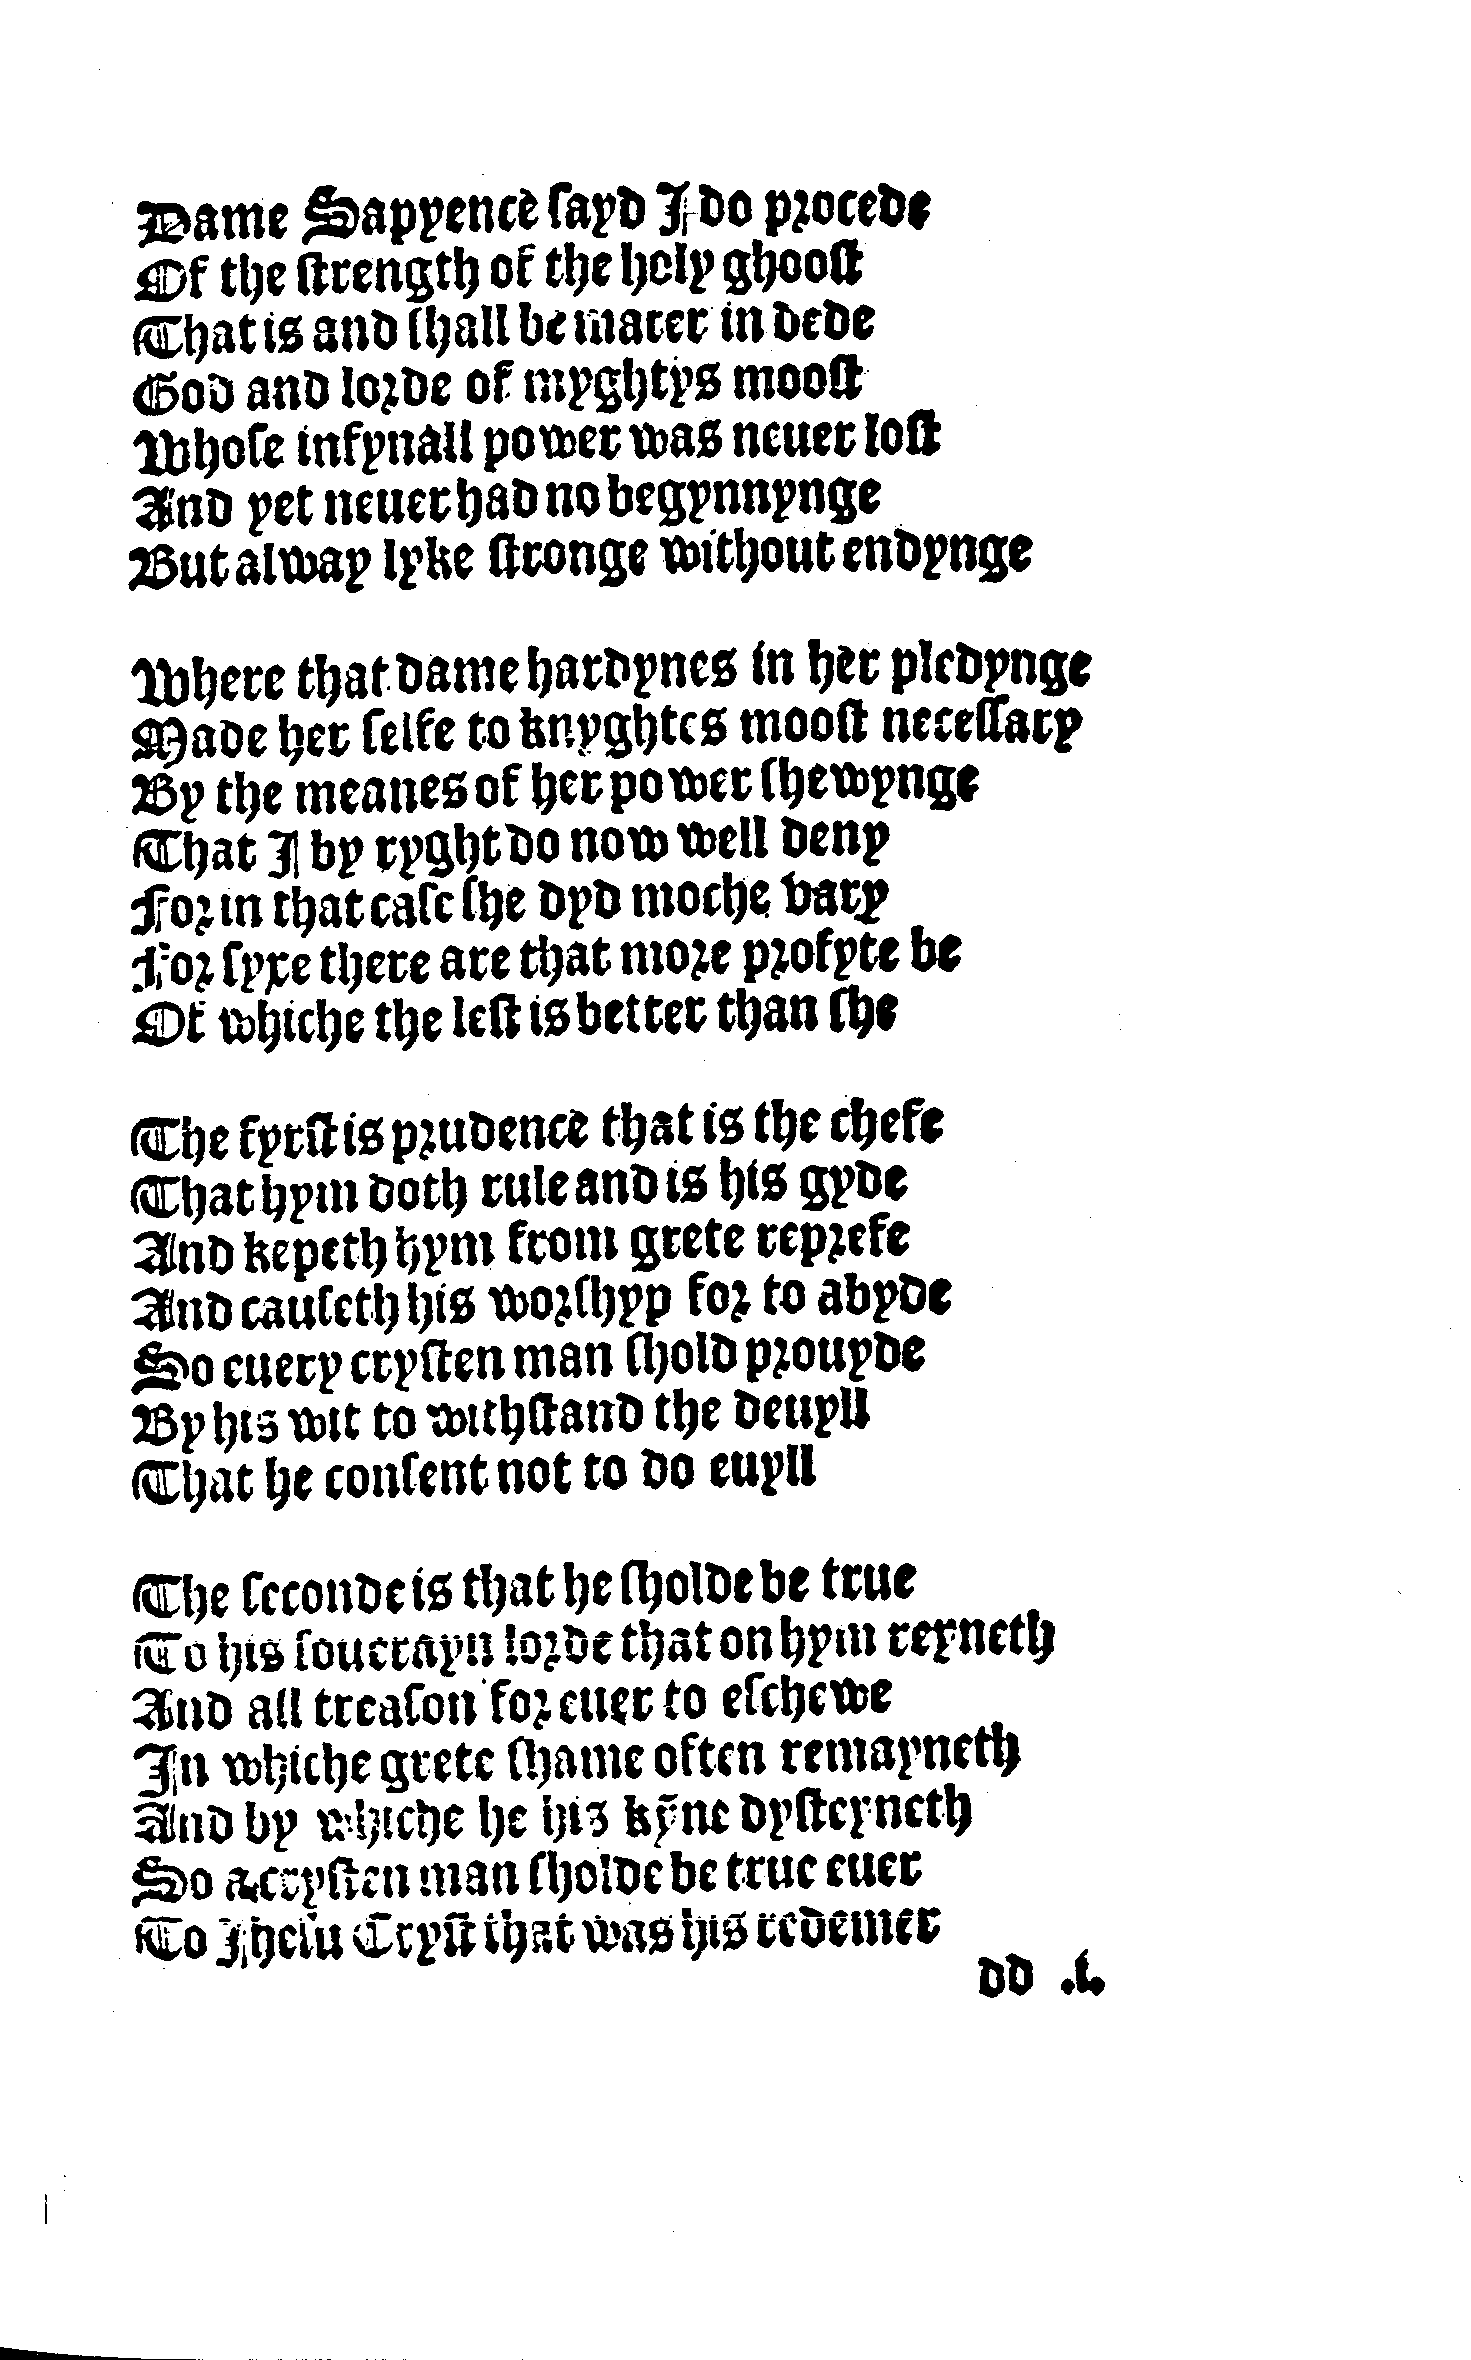 Dame Sapyence sayd I do procede
Of the strength of the holy ghoost
That is and shall be mater in dede
God and lorde of myghtys moost
Whose infynall power was neuer lost
And yet neuer had no begynnynge
But alway lyke stronge without endynge
Where that dame hardynes in her pledynge
Made her selfe to knyghtes moost necessary
By the meanes of her power shewynge
That I by ryght do now well deny
For in that case she dyd moche vary
For syxe there are that more profyte be
Of whiche the lest is better than she
The fyrst is prudence that is the chefe
That hym doth rule and is his gyde
And kepeth hym from grete reprefe
And causeth his worshyp for to abyde
So euery crysten man shold prouyde
By his wit to withstand the deuyll
That he consent not to do euyll
The seconde is that he sholde be true
To his souerayn lorde that on hym reyneth
And all treason for euer to eschewe
In whiche grete shame often remayneth
And by whiche he his kȳne dysteyneth
So a crysten man sholde be true euer
To Jhesu Cryst that was his redemer
dd .i.